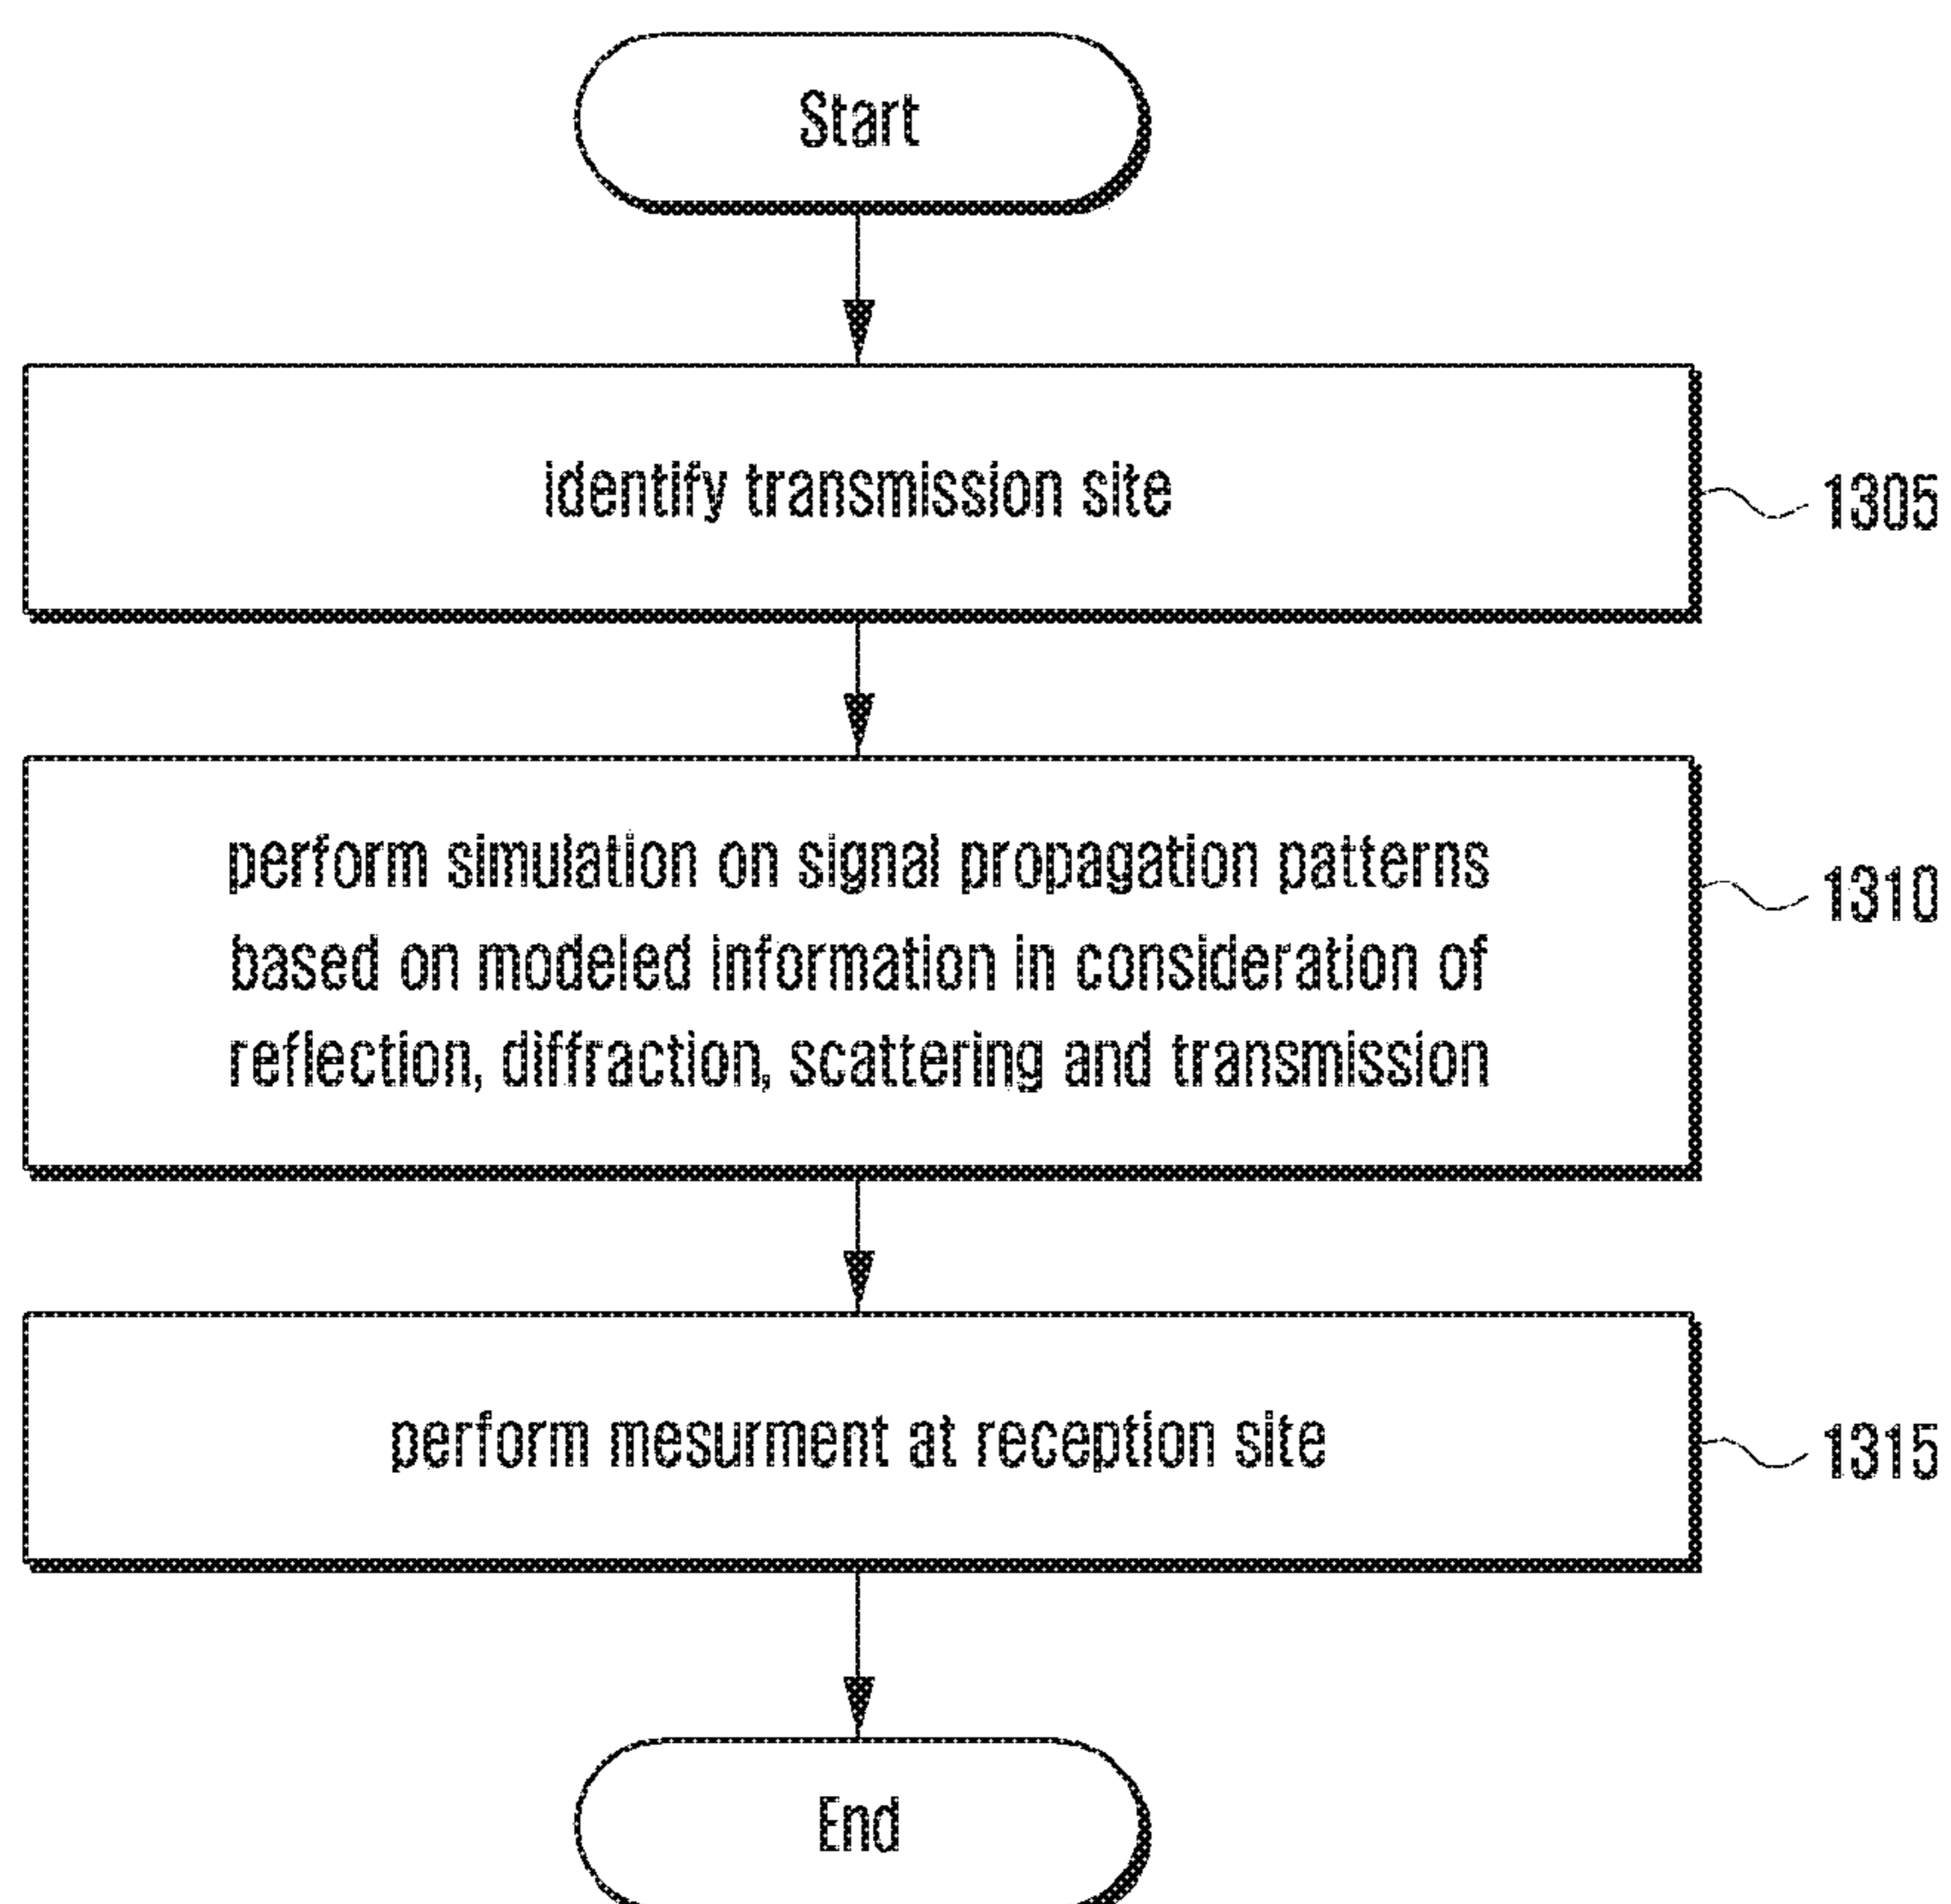 Start
identify transmission site
1305
perform simulation on signal propagation patterns
based on modeled information in consideration of
reflection, diffraction, scattering and transmission
1310
perform mesurment at reception site
1315
End